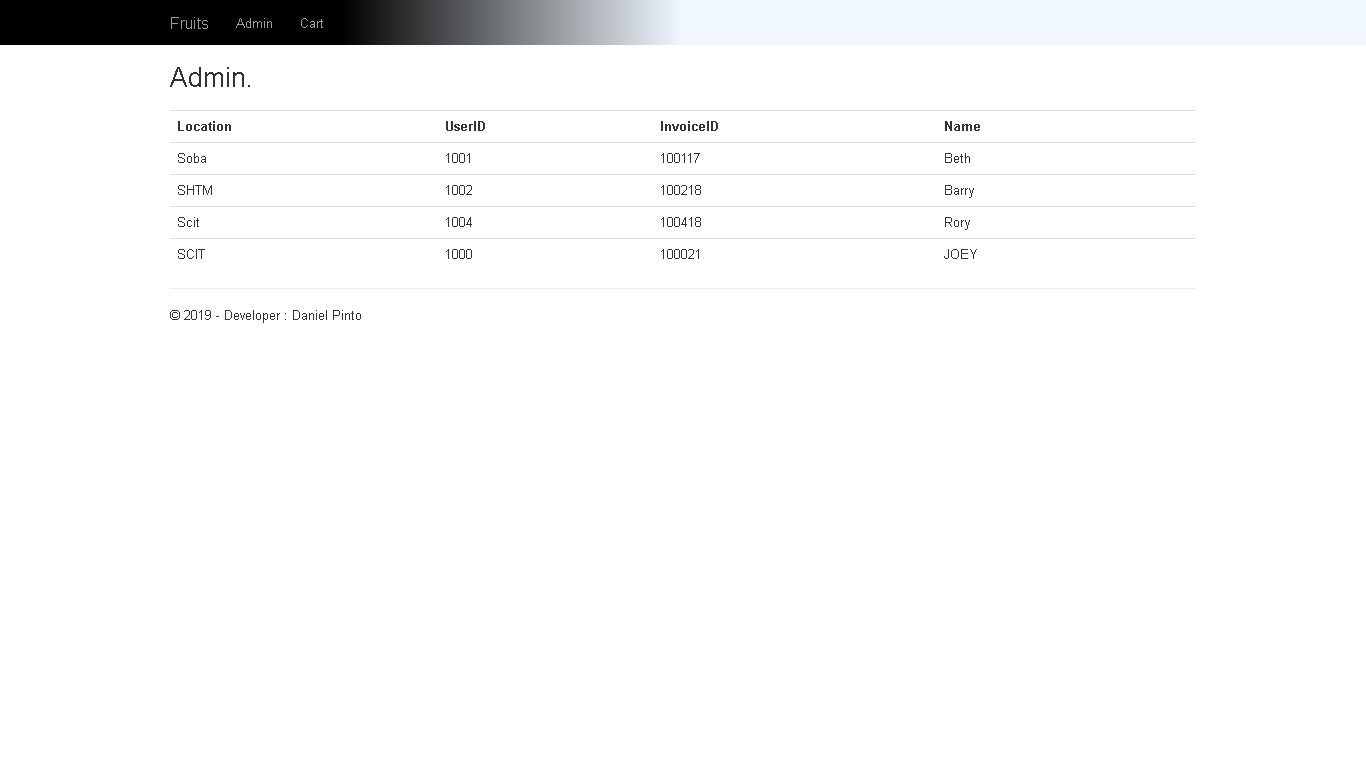 Fruits Admin Cart
Admin.
Location UserID InvoiceID Name
Soba 1001 100117 Beth
SHTM 1002 100218 Barry
Scit 1004 100418 Rory
SCIT 1000 100021 JOEY
© 2019 - Developer : Daniel Pinto